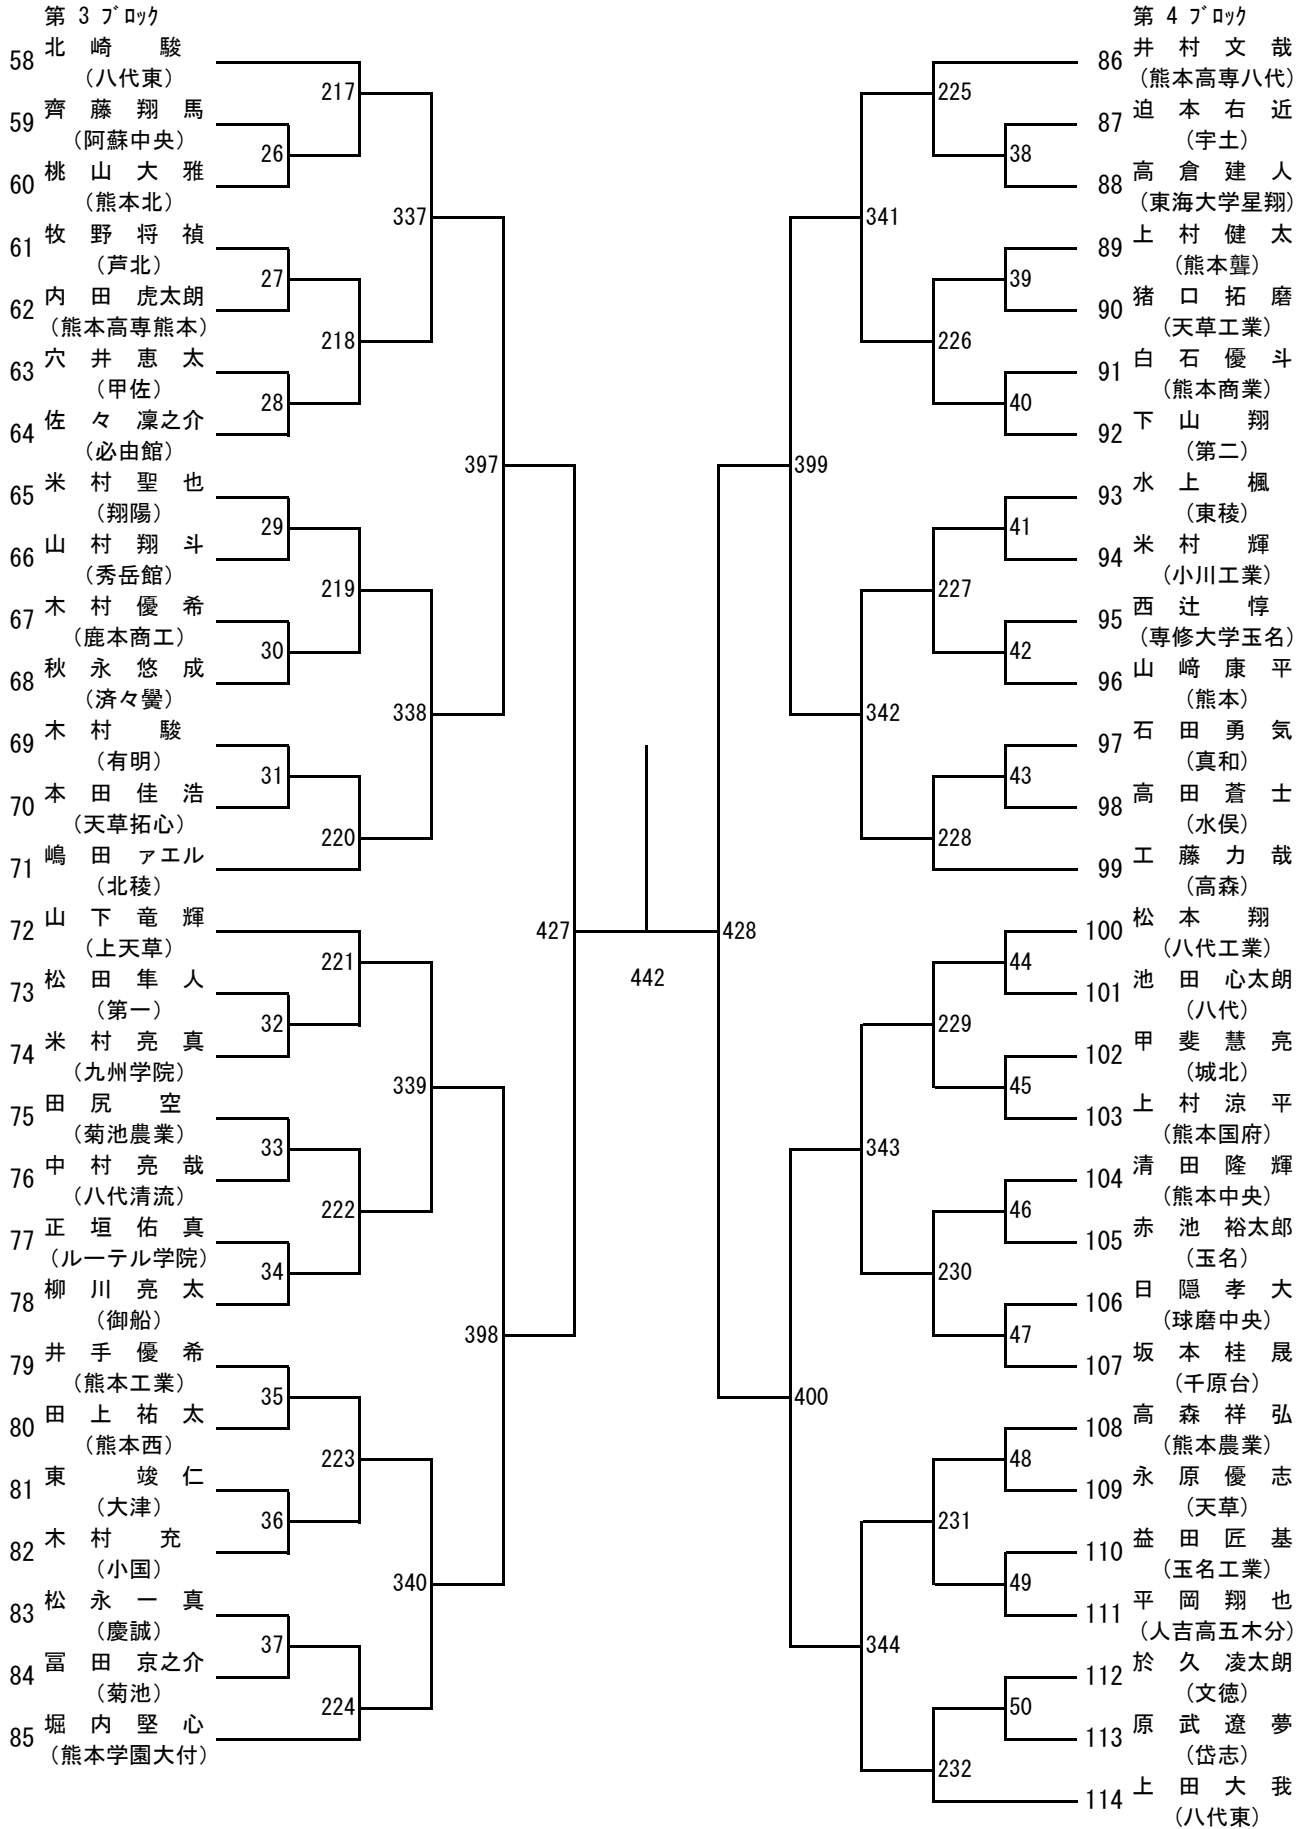 第 3 ﾌﾞﾛｯｸ
58 北 崎 駿
(八代東)
217
59 齊 藤 翔 馬
(阿蘇中央)
26
60 桃 山 大 雅
(熊本北)
337
61 牧 野 将 禎
(芦北)
27
62 内 田 虎太朗
(熊本高専熊本)
218
63 穴 井 恵 太
(甲佐)
28
64 佐 々 凜之介
(必由館)
397
65 米 村 聖 也
(翔陽)
29
66 山 村 翔 斗
(秀岳館)
219
67 木 村 優 希
(鹿本商工)
30
68 秋 永 悠 成
(済々黌)
338
69 木 村 駿
(有明)
31
70 本 田 佳 浩
(天草拓心)
220
71 嶋 田 ァエル
(北稜)
72 山 下 竜 輝
(上天草)
427
221
73 松 田 隼 人
(第一)
32
74 米 村 亮 真
(九州学院)
339
75 田 尻 空
(菊池農業)
33
76 中 村 亮 哉
(八代清流)
222
77 正 垣 佑 真
(ルーテル学院)
34
78 柳 川 亮 太
(御船)
398
79 井 手 優 希
(熊本工業)
35
80 田 上 祐 太
(熊本西)
223
81 東 竣 仁
(大津)
36
82 木 村 充
(小国)
340
83 松 永 一 真
(慶誠)
37
84 冨 田 京之介
(菊池)
224
85 堀 内 堅 心
(熊本学園大付)
442
第 4 ﾌﾞﾛｯｸ
86 井 村 文 哉
(熊本高専八代)
225
87 迫 本 右 近
(宇土)
38
88 高 倉 建 人
(東海大学星翔)
341
89 上 村 健 太
(熊本聾)
39
90 猪 口 拓 磨
(天草工業)
226
91 白 石 優 斗
(熊本商業)
40
92 下 山 翔
(第二)
399
93 水 上 楓
(東稜)
41
94 米 村 輝
(小川工業)
227
95 西 辻 惇
(専修大学玉名)
42
96 山 﨑 康 平
(熊本)
342
97 石 田 勇 気
(真和)
43
98 高 田 蒼 士
(水俣)
228
99 工 藤 力 哉
(高森)
428
100 松 本 翔
(八代工業)
44
101 池 田 心太朗
(八代)
229
102 甲 斐 慧 亮
(城北)
45
103 上 村 涼 平
(熊本国府)
343
104 清 田 隆 輝
(熊本中央)
46
105 赤 池 裕太郎
(玉名)
230
106 日 隠 孝 大
(球磨中央)
47
107 坂 本 桂 晟
(千原台)
400
108 高 森 祥 弘
(熊本農業)
48
109 永 原 優 志
(天草)
231
110 益 田 匠 基
(玉名工業)
49
111 平 岡 翔 也
(人吉高五木分)
344
112 於 久 凌太朗
(文徳)
50
113 原 武 遼 夢
(岱志)
232
114 上 田 大 我
(八代東)